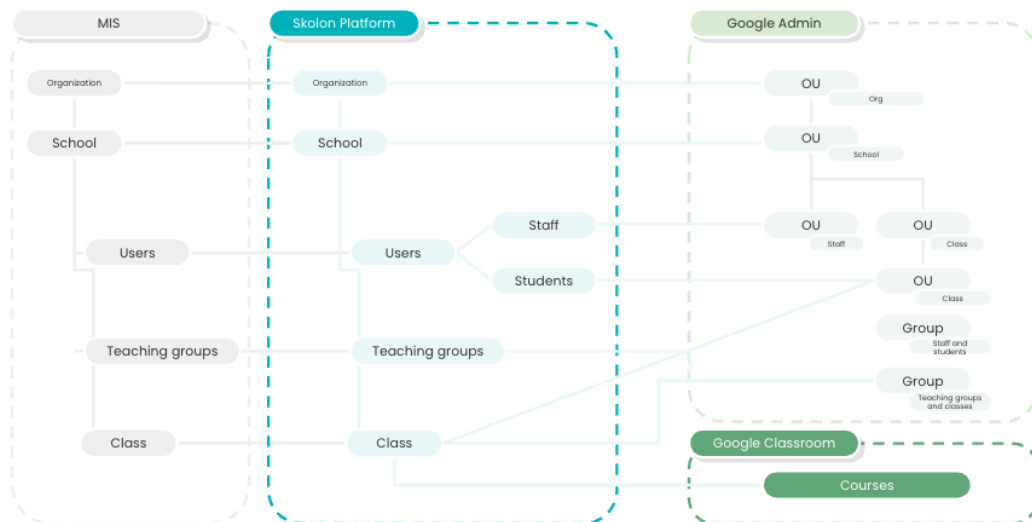 MIS
Skolon Platform
Google Admin
Organization
Organization
OU
Org
School
School
OU
School
Users
Users
Staff
Students
OU
Staff
OU
Class
OU
Class
Group
Staff and
students
Teaching groups
Teaching groups
Group
Teaching groups
and classes
Class
Class
Google Classroom
Courses